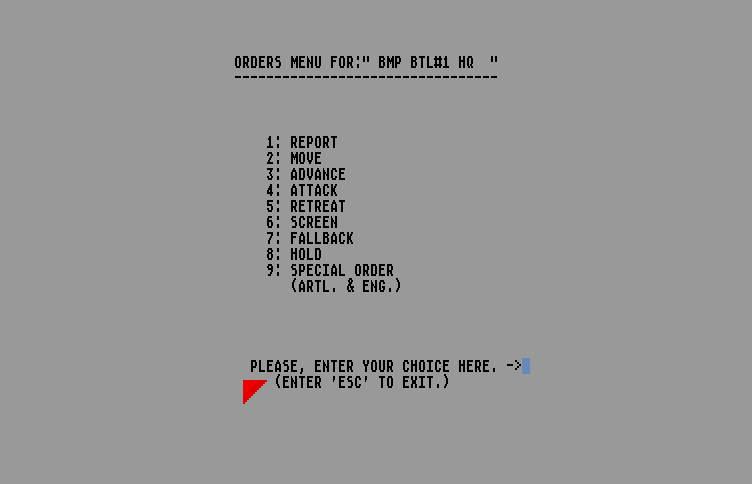 ORDERS MENU FOR:" BMP BTL#1 HQ  "
---------------------------------
1: REPORT
2: MOVE
3: ADVANCE
4: ATTACK
5: RETREAT
6: SCREEN
7: FALLBACK
8: HOLD
9: SPECIAL ORDER
(ARTL. & ENG.)
PLEASE, ENTER YOUR CHOICE HERE. ->
(ENTER 'ESC' TO EXIT.)